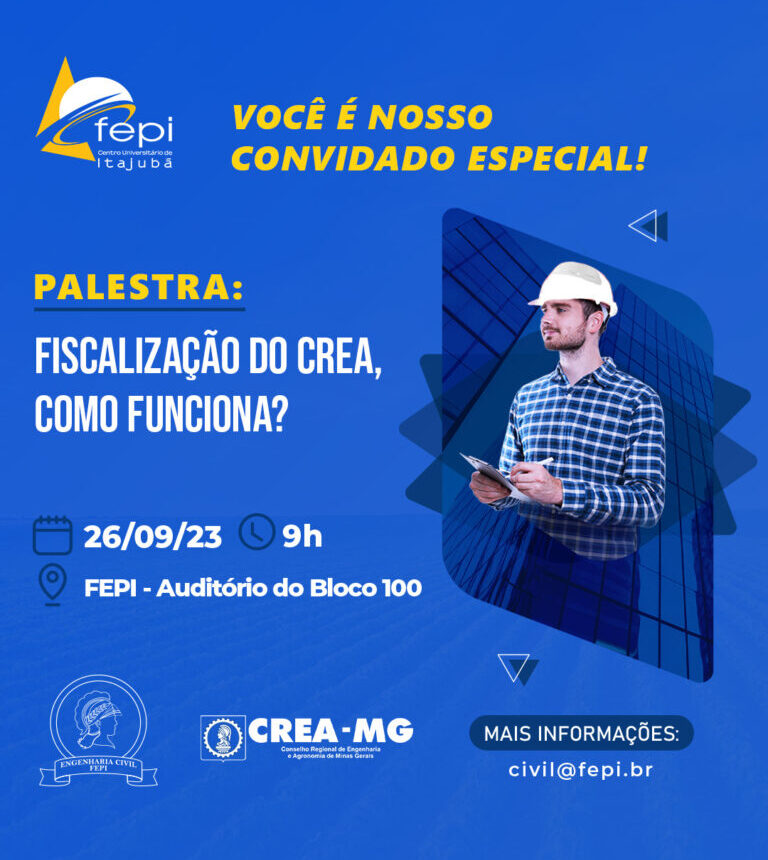 fepi
Centro Universitário de
Itajubá
VOCÊ É NOSSO
CONVIDADO ESPECIAL!
PALESTRA:
FISCALIZAÇÃO DO CREA,
COMO FUNCIONA?
26/09/23 9h
FEPI - Auditório do Bloco 100
ENGENHARIA CIVIL
FEPI
CREA-MG
Conselho Regional de Engenharia
e Agronomia de Minas Gerais
MAIS INFORMAÇÕES:
civil@fepi.br